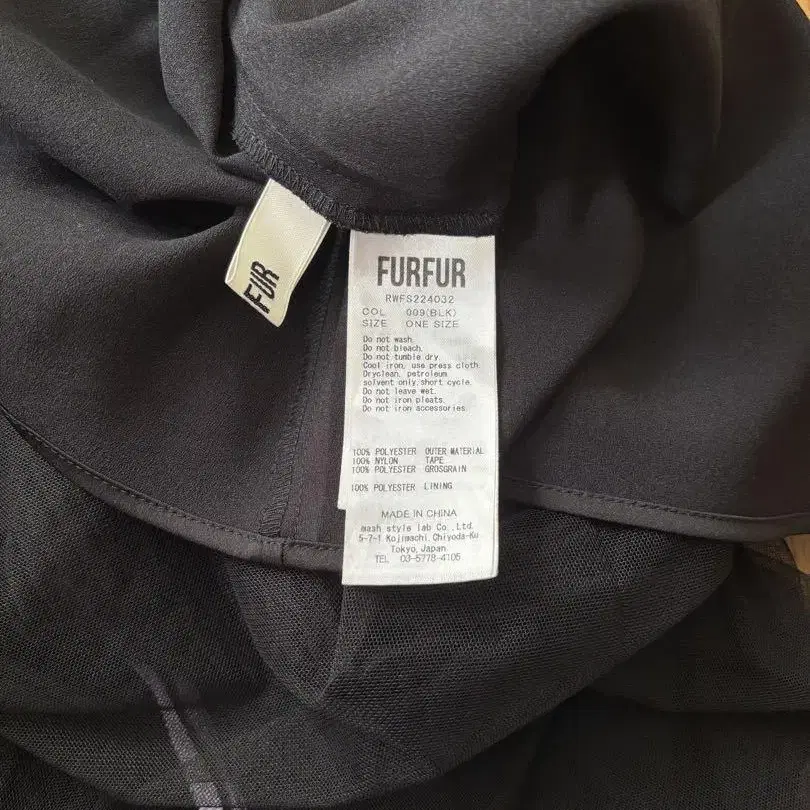 FUR
FURFUR
RWFS224032
COL 009(BLK)
SIZE ONE SIZE
Do not wash.
Do not bleach.
Do not tumble dry.
Cool iron, use press cloth.
Dryclean, petroleum
solvent only,short cycle.
Do not leave wet.
Do not iron pleats.
Do not iron accessories.
100% POLYESTER OUTER MATERIAL
100% NYLON TAPE
100% POLYESTER GROSGRAIN
100% POLYESTER LINING
MADE IN CHINA
mash style lab Co.,Ltd.
5-7-1 Kojimachi,Chiyoda-Ku
Tokyo,Japan
TEL 03-5778-4105